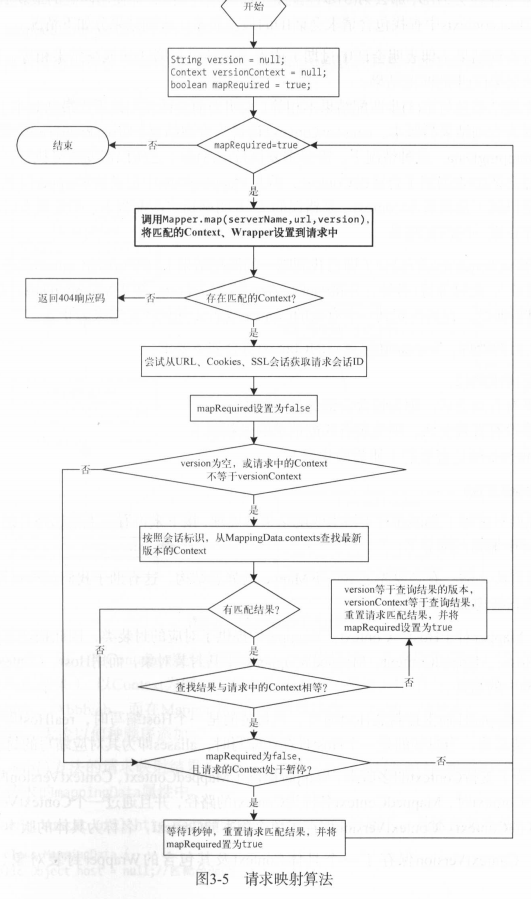 开始
String version = null;
Context versionContext = null;
boolean mapRequired = true;
结束
否
mapRequired=true
是
调用Mapper.map(serverName,url,version),
将匹配的Context、Wrapper设置到请求中
返回404响应码
否
存在匹配的Context?
是
尝试从URL、Cookies、SSL会话获取请求会话ID
mapRequired设置为false
否
version为空，或请求中的Context
不等于versionContext
是
按照会话标识，从MappingData.contexts查找最新
版本的Context
否
有匹配结果?
version等于查询结果的版本，
versionContext等于查询结果，
重置请求匹配结果，并将
mapRequired设置为true
是
查找结果与请求中的Context相等?
否
是
mapRequired为false，
且请求的Context处于暂停?
否
是
等待1秒钟，重置请求匹配结果，并将
mapRequired置为true
图3-5 请求映射算法